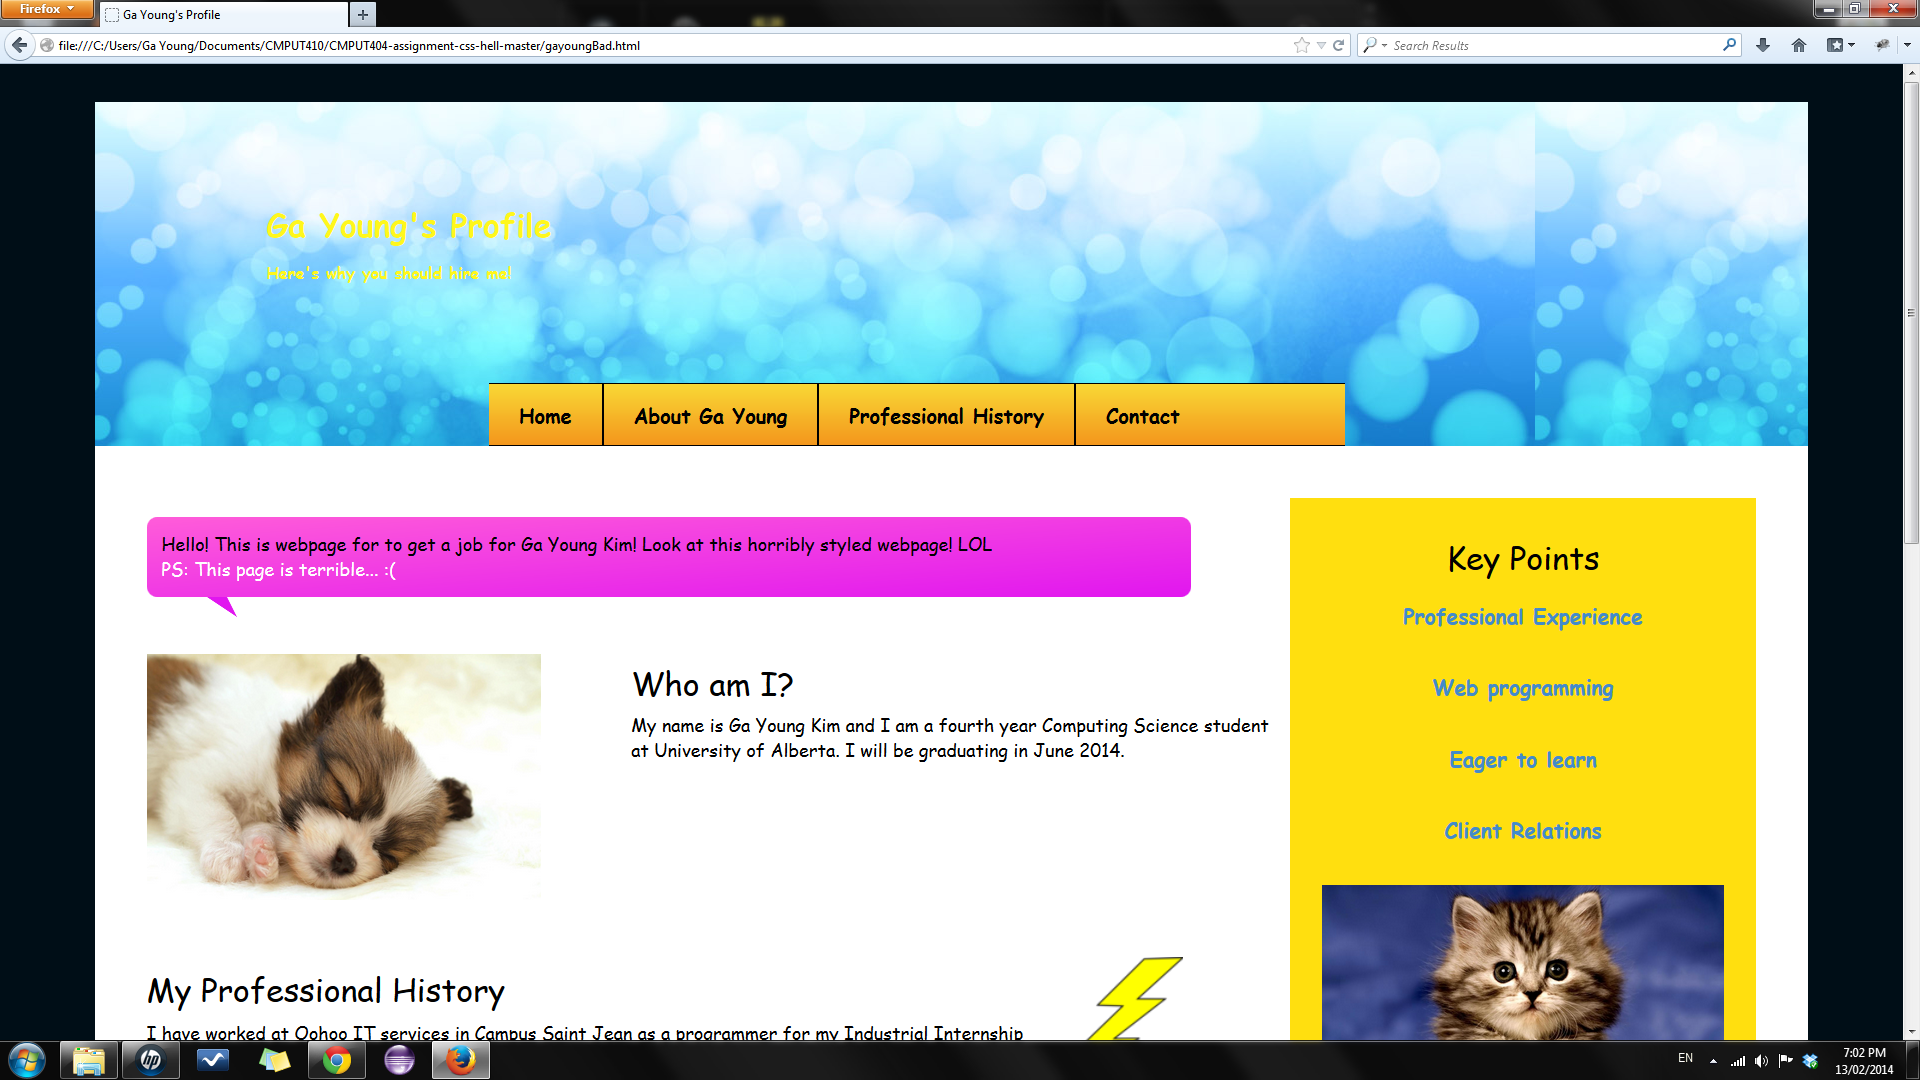 Firefox
Ga Young's Profile
file:///C:/Users/Ga Young/Documents/CMPUT410/CMPUT404-assignment-css-hell-master/gayoungBad.html
Search Results
Ga Young's Profile
Here's why you should hire me!
Home
About Ga Young
Professional History
Contact
Hello! This is webpage for to get a job for Ga Young Kim! Look at this horribly styled webpage! LOL
PS: This page is terrible... :(
Who am I?
My name is Ga Young Kim and I am a fourth year Computing Science student
at University of Alberta. I will be graduating in June 2014.
My Professional History
I have worked at Oohoo IT services in Campus Saint Jean as a programmer for my Industrial Internship
Key Points
Professional Experience
Web programming
Eager to learn
Client Relations
hp
EN
7:02 PM
13/02/2014